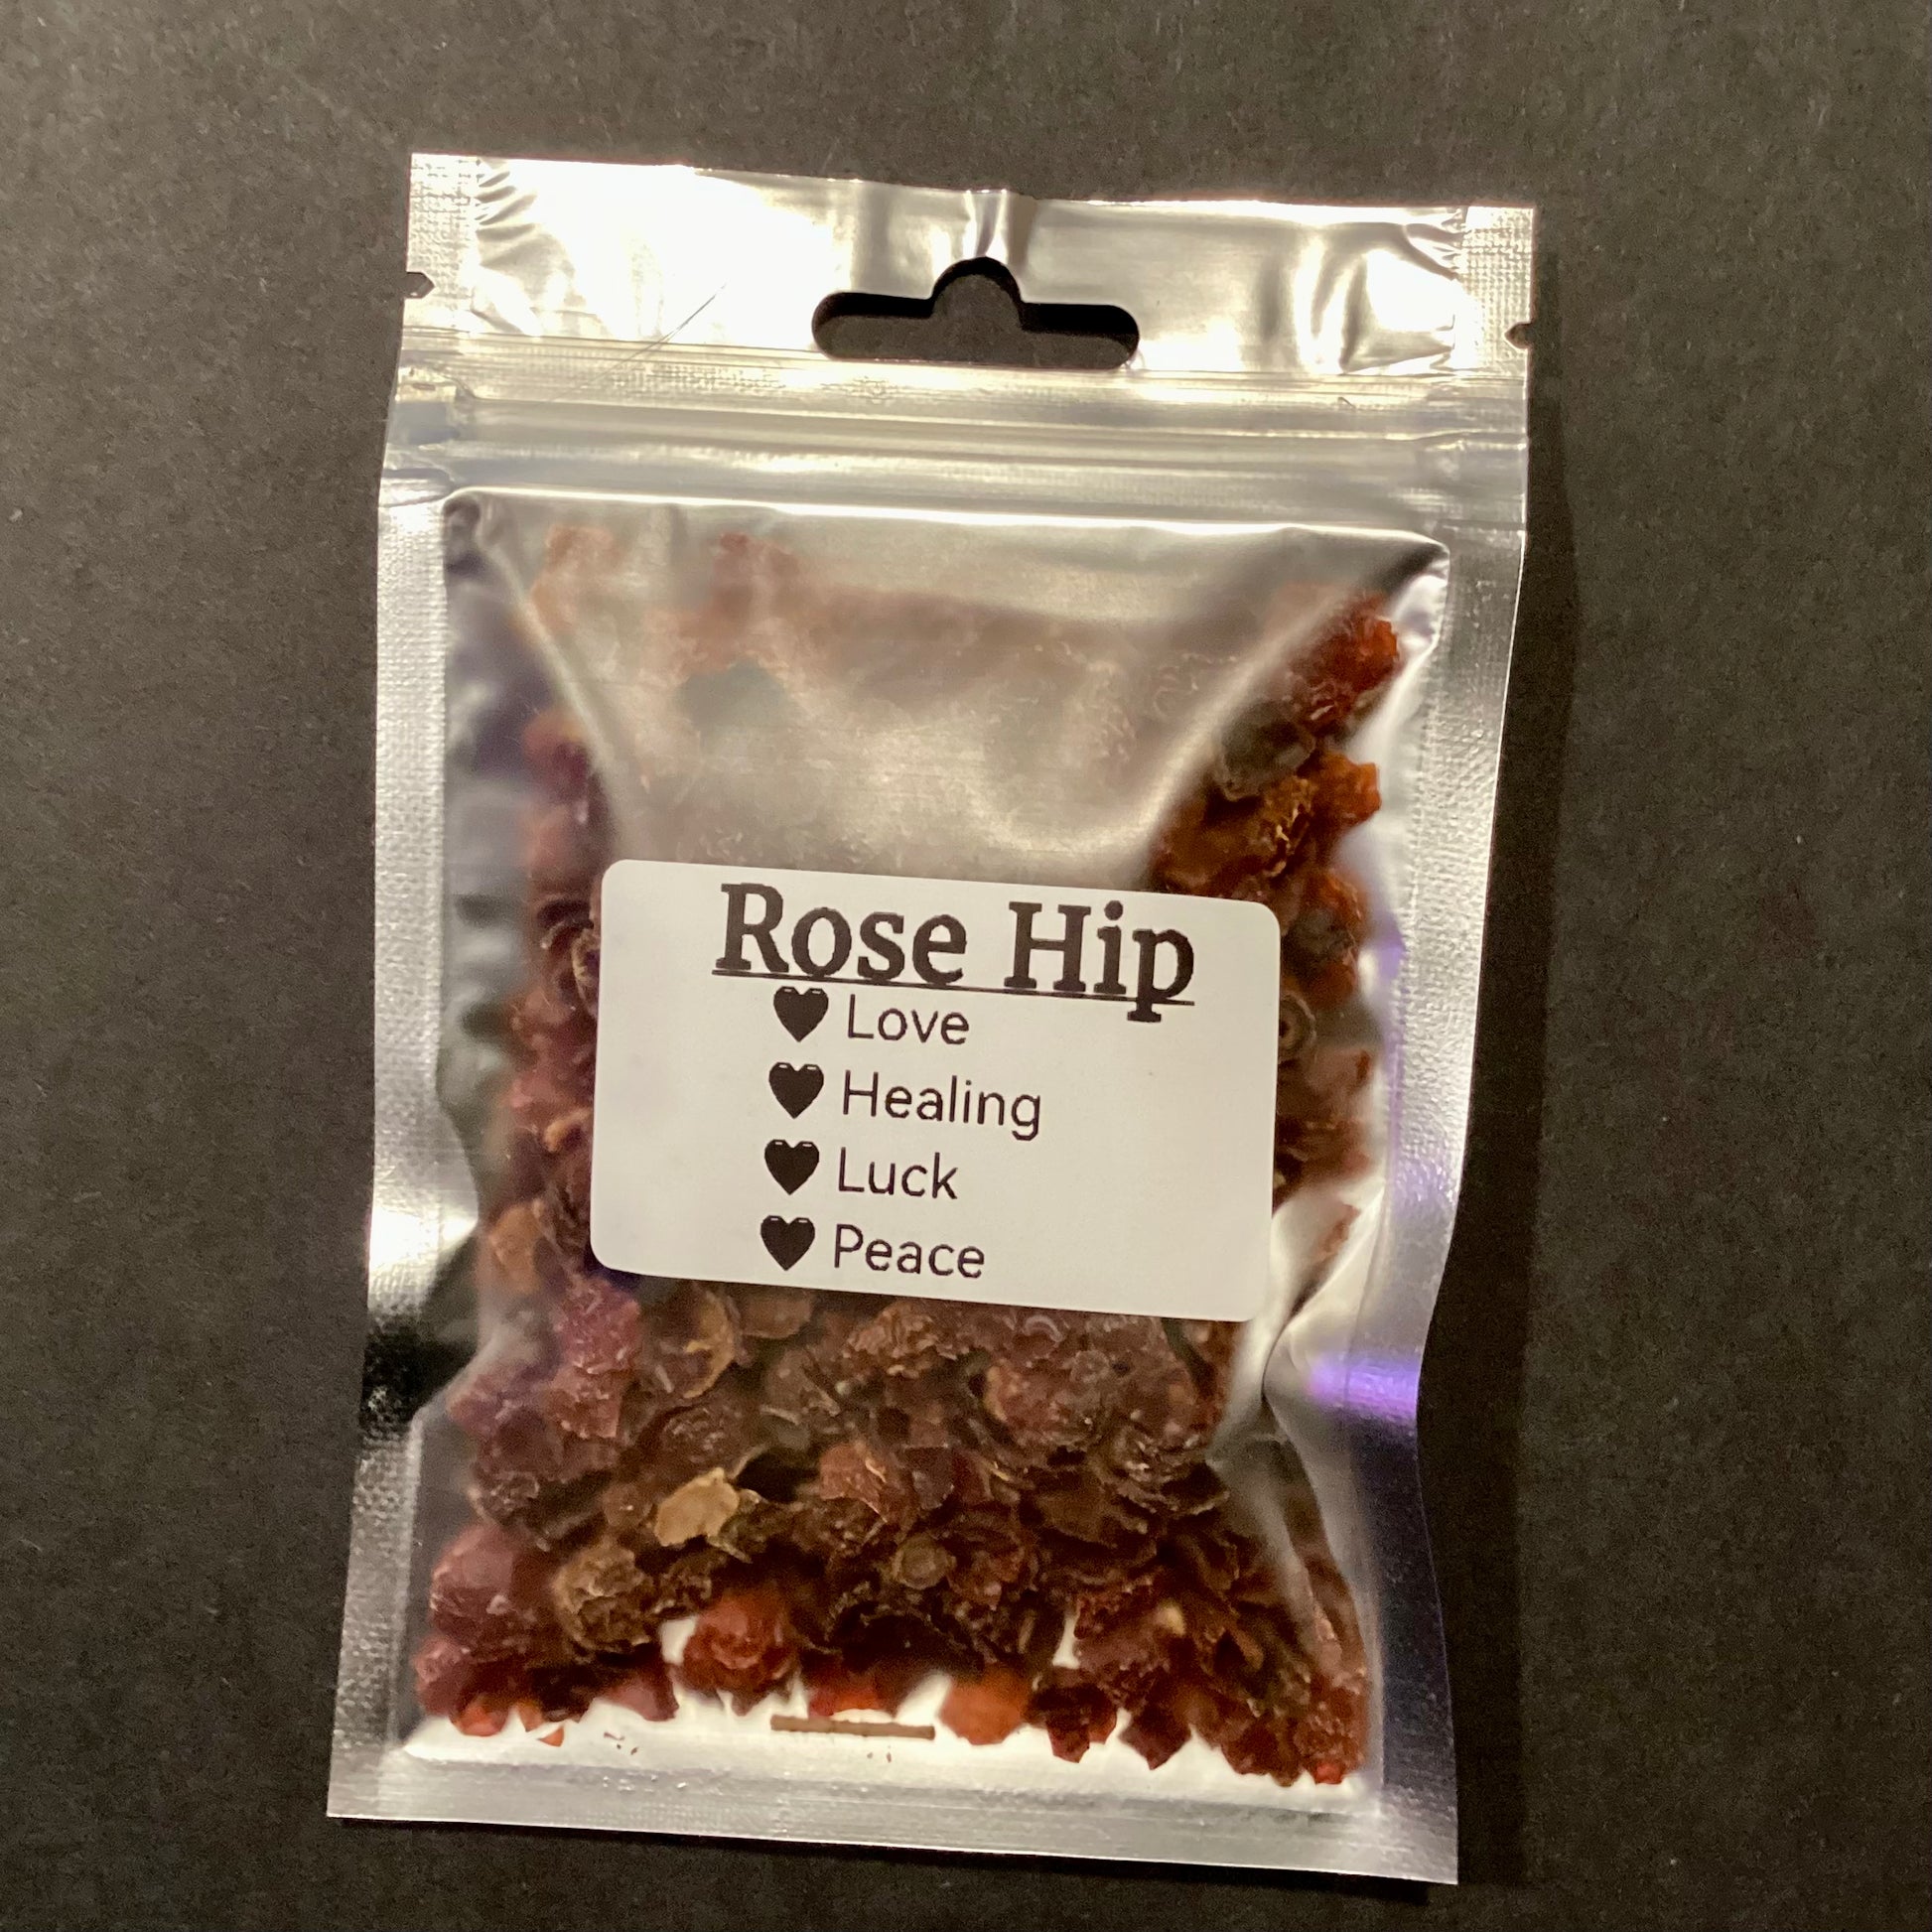 Rose Hip
🖤 Love
🖤 Healing
🖤 Luck
🖤 Peace